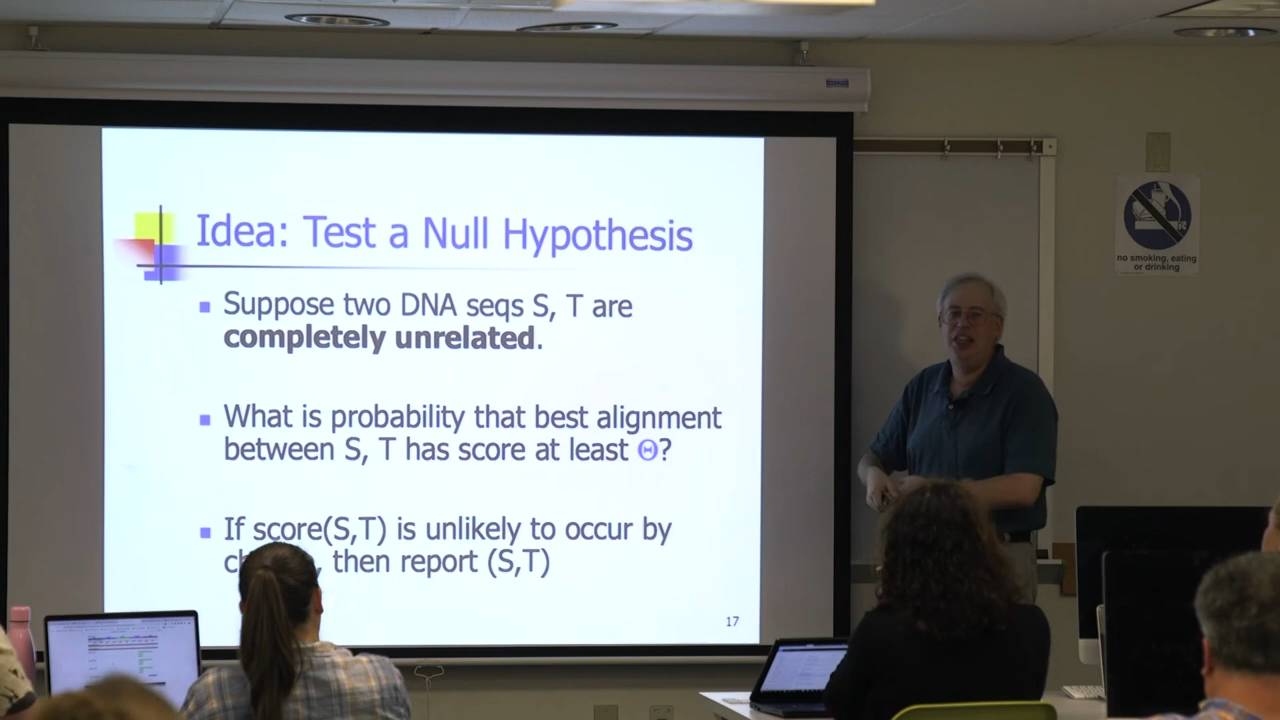 Idea: Test a Null Hypothesis
Suppose two DNA seqs S, T are
completely unrelated.
What is probability that best alignment
between S, T has score at least Θ?
If score(S,T) is unlikely to occur by
then report (S,T)
17
no smoking, eating
or drinking